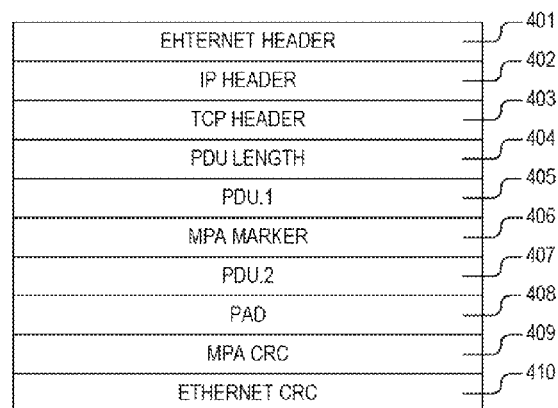 EHTERNET HEADER 401
IP HEADER 402
TCP HEADER 403
PDU LENGTH 404
PDU.1 405
MPA MARKER 406
PDU.2 407
PAD 408
MPA CRC 409
ETHERNET CRC 410